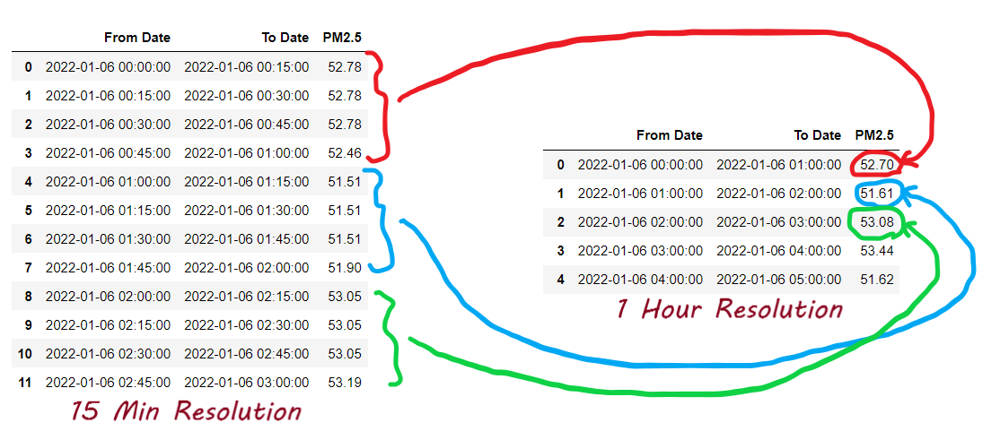 From Date To Date PM2.5
0 2022-01-06 00:00:00 2022-01-06 00:15:00 52.78
1 2022-01-06 00:15:00 2022-01-06 00:30:00 52.78
2 2022-01-06 00:30:00 2022-01-06 00:45:00 52.78
3 2022-01-06 00:45:00 2022-01-06 01:00:00 52.46
4 2022-01-06 01:00:00 2022-01-06 01:15:00 51.51
5 2022-01-06 01:15:00 2022-01-06 01:30:00 51.51
6 2022-01-06 01:30:00 2022-01-06 01:45:00 51.51
7 2022-01-06 01:45:00 2022-01-06 02:00:00 51.90
8 2022-01-06 02:00:00 2022-01-06 02:15:00 53.05
9 2022-01-06 02:15:00 2022-01-06 02:30:00 53.05
10 2022-01-06 02:30:00 2022-01-06 02:45:00 53.05
11 2022-01-06 02:45:00 2022-01-06 03:00:00 53.19
15 Min Resolution
From Date To Date PM2.5
0 2022-01-06 00:00:00 2022-01-06 01:00:00 52.70
1 2022-01-06 01:00:00 2022-01-06 02:00:00 51.61
2 2022-01-06 02:00:00 2022-01-06 03:00:00 53.08
3 2022-01-06 03:00:00 2022-01-06 04:00:00 53.44
4 2022-01-06 04:00:00 2022-01-06 05:00:00 51.62
1 Hour Resolution